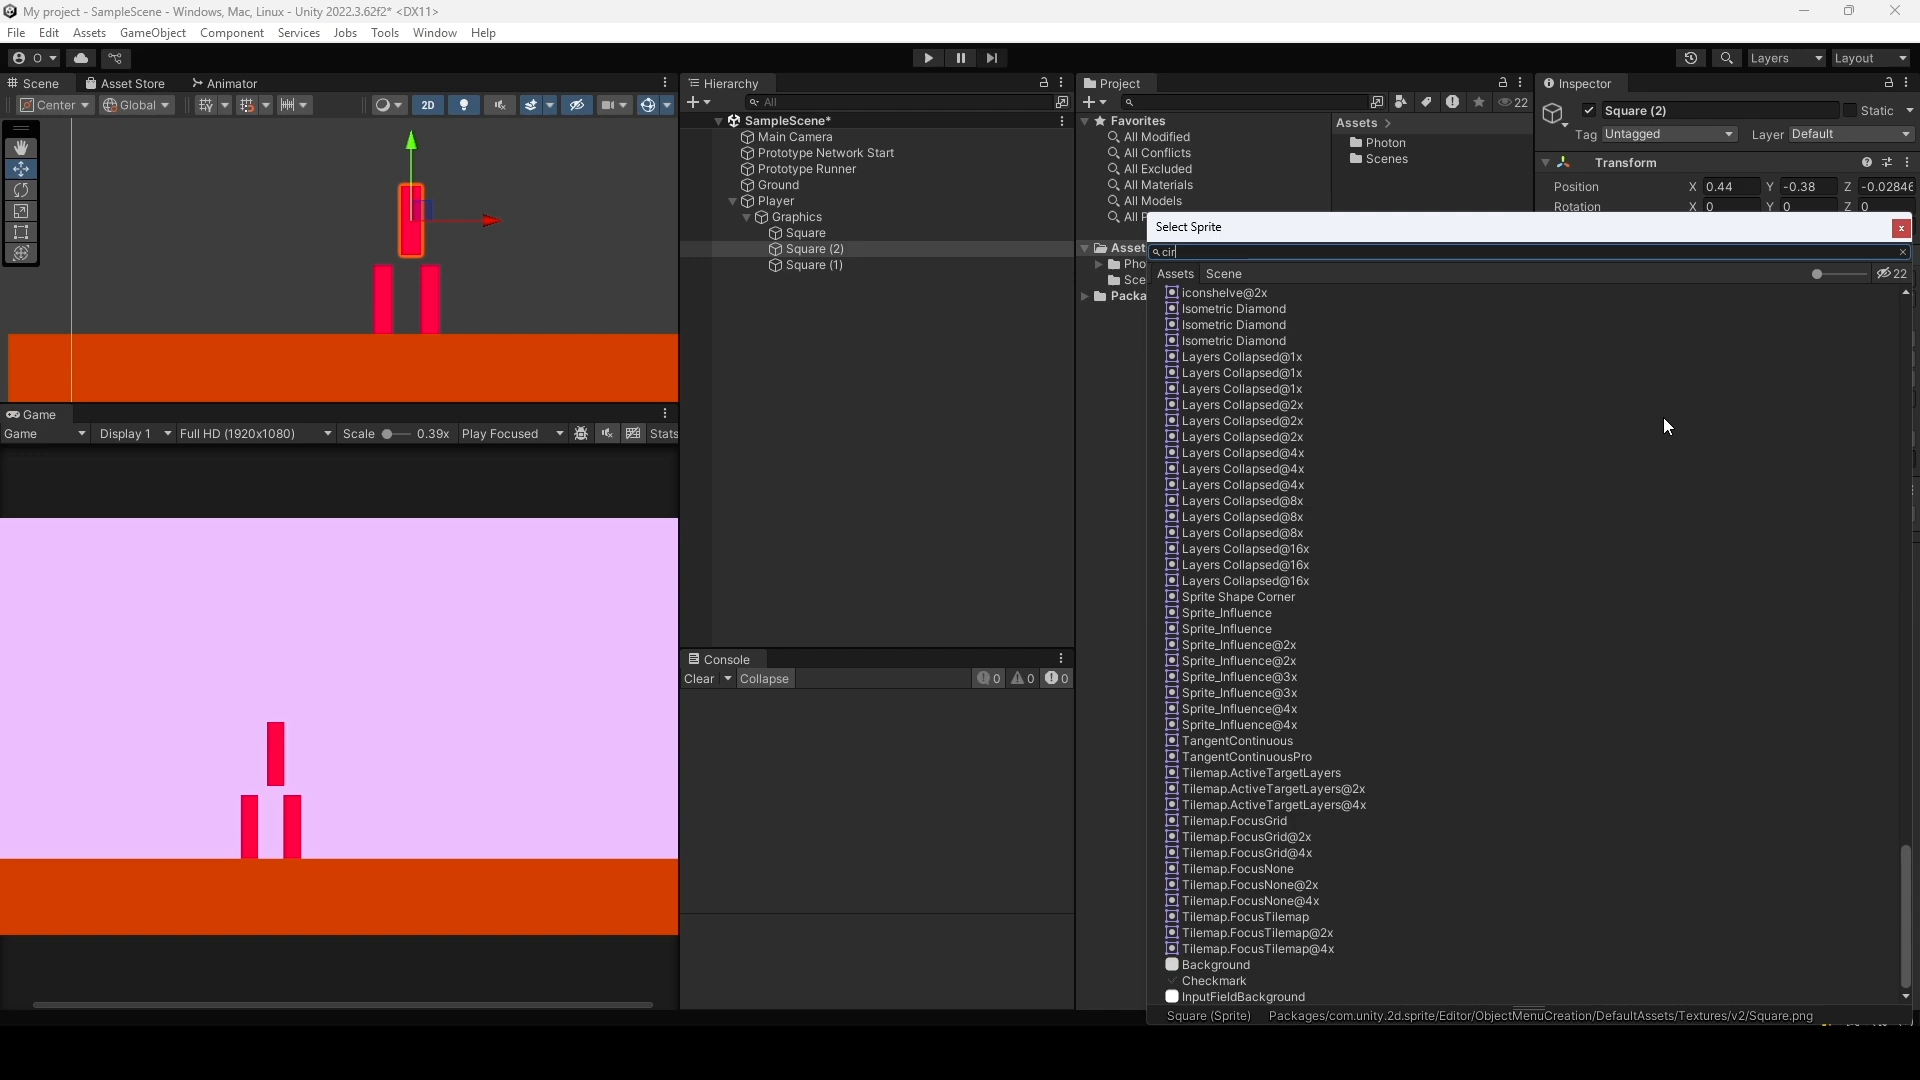 My project - SampleScene - Windows, Mac, Linux - Unity 2022.3.62f2* <DX11>
File Edit Assets GameObject Component Services Jobs Tools Window Help
O Layers Layout
Scene Asset Store Animator
Center Global 2D
Game
Game Display 1 Full HD (1920x1080) Scale 0.39x Play Focused Stats
Hierarchy
All
SampleScene*
Main Camera
Prototype Network Start
Prototype Runner
Ground
Player
Graphics
Square
Square (2)
Square (1)
Console
Clear Collapse 0 0 0
Project
22
Favorites
All Modified
All Conflicts
All Excluded
All Materials
All Models
All P
Asset
Pho
Sce
Packa
Assets >
Photon
Scenes
Inspector
Square (2) Static
Tag Untagged Layer Default
Transform
Position X 0.44 Y -0.38 Z -0.02846
Rotation X 0 Y 0 Z 0
Select Sprite x
cir
Assets Scene 22
iconshelve@2x
Isometric Diamond
Isometric Diamond
Isometric Diamond
Layers Collapsed@1x
Layers Collapsed@1x
Layers Collapsed@1x
Layers Collapsed@2x
Layers Collapsed@2x
Layers Collapsed@2x
Layers Collapsed@4x
Layers Collapsed@4x
Layers Collapsed@4x
Layers Collapsed@8x
Layers Collapsed@8x
Layers Collapsed@8x
Layers Collapsed@16x
Layers Collapsed@16x
Layers Collapsed@16x
Sprite Shape Corner
Sprite_Influence
Sprite_Influence
Sprite_Influence@2x
Sprite_Influence@2x
Sprite_Influence@3x
Sprite_Influence@3x
Sprite_Influence@4x
Sprite_Influence@4x
TangentContinuous
TangentContinuousPro
Tilemap.ActiveTargetLayers
Tilemap.ActiveTargetLayers@2x
Tilemap.ActiveTargetLayers@4x
Tilemap.FocusGrid
Tilemap.FocusGrid@2x
Tilemap.FocusGrid@4x
Tilemap.FocusNone
Tilemap.FocusNone@2x
Tilemap.FocusNone@4x
Tilemap.FocusTilemap
Tilemap.FocusTilemap@2x
Tilemap.FocusTilemap@4x
Background
Checkmark
InputFieldBackground
Square (Sprite) Packages/com.unity.2d.sprite/Editor/ObjectMenuCreation/DefaultAssets/Textures/v2/Square.png